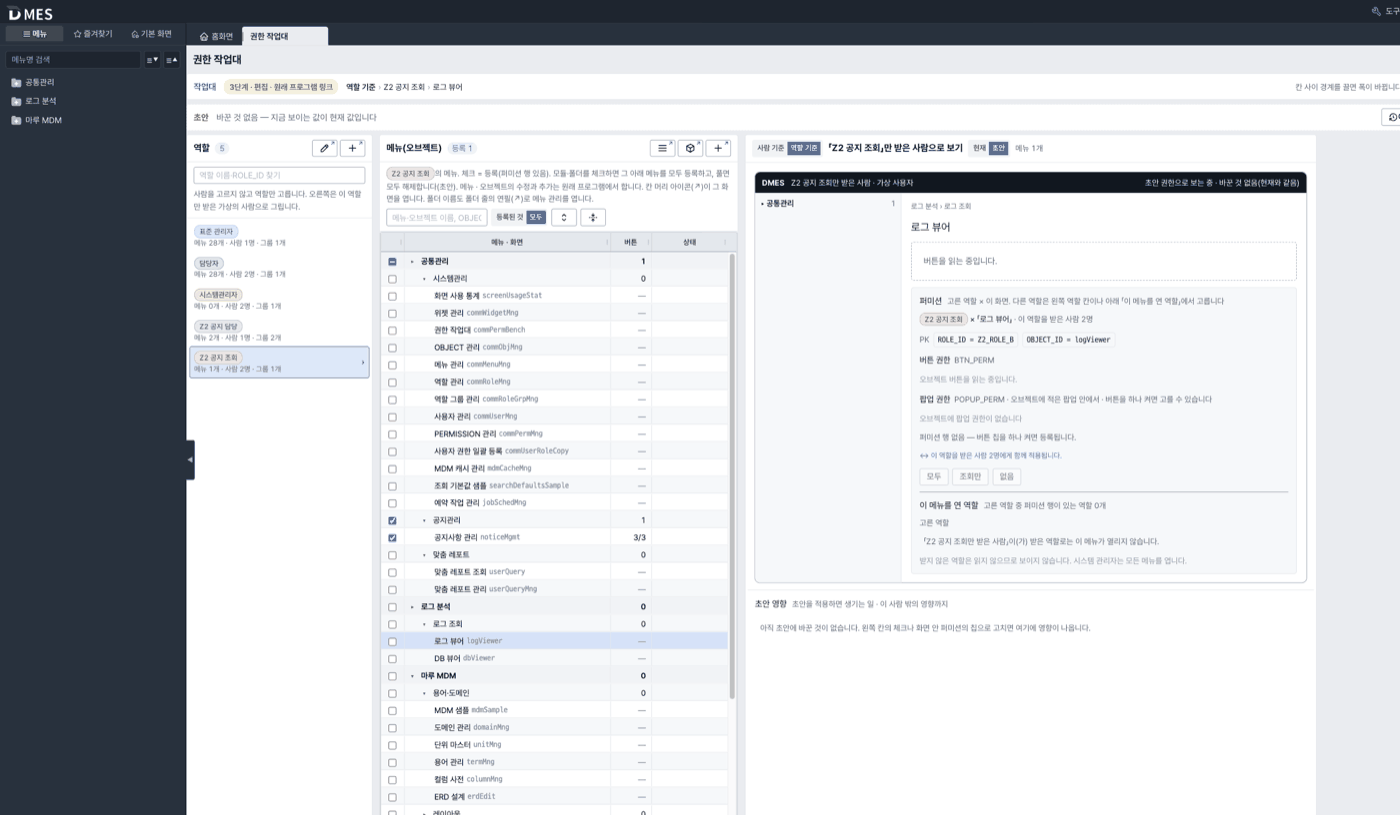 DMES
도구
메뉴
즐겨찾기
기본 화면
홈화면
권한 작업대
메뉴명 검색
공통관리
로그 분석
마루 MDM
권한 작업대
작업대 3단계 · 편집 · 원래 프로그램 링크 역할 기준 › Z2 공지 조회 › 로그 뷰어
칸 사이 경계를 끌면 폭이 바뀝니다
초안 바꾼 것 없음 — 지금 보이는 값이 현재 값입니다
역할 5
역할 이름·ROLE_ID 찾기
사람을 고르지 않고 역할만 고릅니다. 오른쪽은 이 역할
만 받은 가상의 사람으로 그립니다.
표준 관리자
메뉴 28개 · 사람 1명 · 그룹 1개
담당자
메뉴 28개 · 사람 2명 · 그룹 1개
시스템관리자
메뉴 0개 · 사람 2명 · 그룹 1개
Z2 공지 담당
메뉴 2개 · 사람 1명 · 그룹 2개
Z2 공지 조회
메뉴 1개 · 사람 2명 · 그룹 1개
메뉴(오브젝트) 등록 1
Z2 공지 조회 의 메뉴. 체크 = 등록(퍼미션 행 있음). 모듈·폴더를 체크하면 그 아래 메뉴를 모두 등록하고, 풀면
모두 해제합니다(초안). 메뉴 · 오브젝트의 수정과 추가는 원래 프로그램에서 합니다. 칸 머리 아이콘(↗)이 그 화
면을 엽니다. 폴더 이름도 폴더 줄의 연필(↗)로 메뉴 관리를 엽니다.
메뉴·오브젝트 이름, OBJEC
등록된 것 모두
메뉴 · 화면 버튼 상태
공통관리 1
시스템관리 0
화면 사용 통계 screenUsageStat —
위젯 관리 commWidgetMng —
권한 작업대 commPermBench —
OBJECT 관리 commObjMng —
메뉴 관리 commMenuMng —
역할 관리 commRoleMng —
역할 그룹 관리 commRoleGrpMng —
사용자 관리 commUserMng —
PERMISSION 관리 commPermMng —
사용자 권한 일괄 등록 commUserRoleCopy —
MDM 캐시 관리 mdmCacheMng —
조회 기본값 샘플 searchDefaultsSample —
예약 작업 관리 jobSchedMng —
공지관리 1
공지사항 관리 noticeMgmt 3/3
맞춤 레포트 0
맞춤 레포트 조회 userQuery —
맞춤 레포트 관리 userQueryMng —
로그 분석 0
로그 조회 0
로그 뷰어 logViewer —
DB 뷰어 dbViewer —
마루 MDM 0
용어·도메인 0
MDM 샘플 mdmSample —
도메인 관리 domainMng —
단위 마스터 unitMng —
용어 관리 termMng —
컬럼 사전 columnMng —
ERD 설계 erdEdit —
사람 기준 역할 기준 「Z2 공지 조회」만 받은 사람으로 보기 현재 초안 메뉴 1개
DMES Z2 공지 조회만 받은 사람 · 가상 사용자
초안 권한으로 보는 중 · 바꾼 것 없음(현재와 같음)
• 공통관리 1
로그 분석 › 로그 조회
로그 뷰어
버튼을 읽는 중입니다.
퍼미션 고른 역할 × 이 화면. 다른 역할은 왼쪽 역할 칸이나 아래 「이 메뉴를 연 역할」에서 고릅니다
Z2 공지 조회 × 「로그 뷰어」 · 이 역할을 받은 사람 2명
PK ROLE_ID = Z2_ROLE_B OBJECT_ID = logViewer
버튼 권한 BTN_PERM
오브젝트 버튼을 읽는 중입니다.
팝업 권한 POPUP_PERM · 오브젝트에 적은 팝업 안에서 · 버튼을 하나 켜면 고를 수 있습니다
오브젝트에 팝업 권한이 없습니다
퍼미션 행 없음 — 버튼 칩을 하나 켜면 등록됩니다.
↔ 이 역할을 받은 사람 2명에게 함께 적용됩니다.
모두 조회만 없음
이 메뉴를 연 역할 고른 역할 중 퍼미션 행이 있는 역할 0개
고른 역할
「Z2 공지 조회만 받은 사람」이(가) 받은 역할로는 이 메뉴가 열리지 않습니다.
받지 않은 역할은 읽지 않으므로 보이지 않습니다. 시스템 관리자는 모든 메뉴를 엽니다.
초안 영향 초안을 적용하면 생기는 일 · 이 사람 밖의 영향까지
아직 초안에 바꾼 것이 없습니다. 왼쪽 칸의 체크나 화면 안 퍼미션의 칩으로 고치면 여기에 영향이 나옵니다.